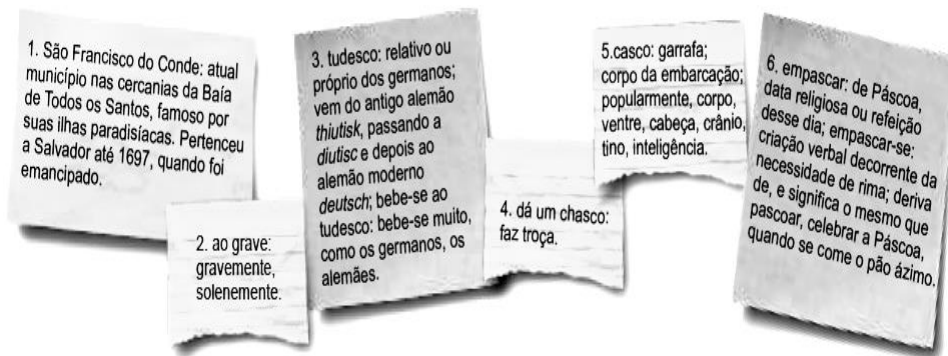 1. São Francisco do Conde: atual
município nas cercanias da Baía
de Todos os Santos, famoso por
suas ilhas paradisíacas. Pertenceu
a Salvador até 1697, quando foi
emancipado.
2. ao grave:
gravemente,
solenemente.
3. tudesco: relativo ou
próprio dos germanos;
vem do antigo alemão
thiutisk, passando a
diutisc e depois ao
alemão moderno
deutsch; bebe-se ao
tudesco: bebe-se muito,
como os germanos, os
alemães.
4. dá um chasco:
faz troça.
5.casco: garrafa;
corpo da embarcação;
popularmente, corpo,
ventre, cabeça, crânio,
tino, inteligência.
6. empascar: de Páscoa,
data religiosa ou refeição
desse dia; empascar-se:
criação verbal decorrente da
necessidade de rima; deriva
de, e significa o mesmo que
pascoar, celebrar a Páscoa,
quando se come o pão ázimo.